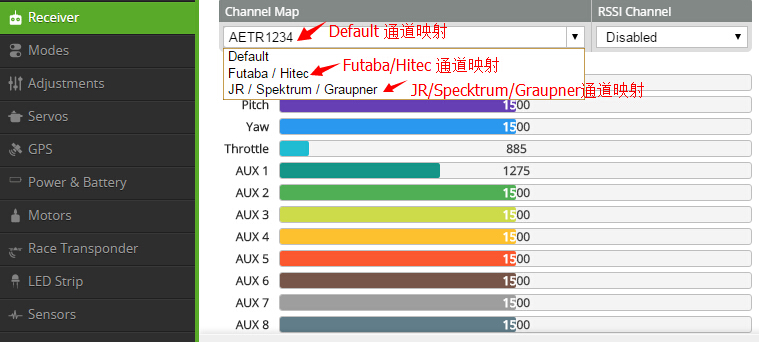 Receiver
Modes
Adjustments
Servos
GPS
Power & Battery
Motors
Race Transponder
LED Strip
Sensors
Channel Map
RSSI Channel
AETR1234
Default 通道映射
Disabled
Default
Futaba / Hitec
Futaba/Hitec 通道映射
JR / Spektrum / Graupner
JR/Specktrum/Graupner通道映射
Pitch 1500
Yaw 1500
Throttle 885
AUX 1 1275
AUX 2 1500
AUX 3 1500
AUX 4 1500
AUX 5 1500
AUX 6 1500
AUX 7 1500
AUX 8 1500